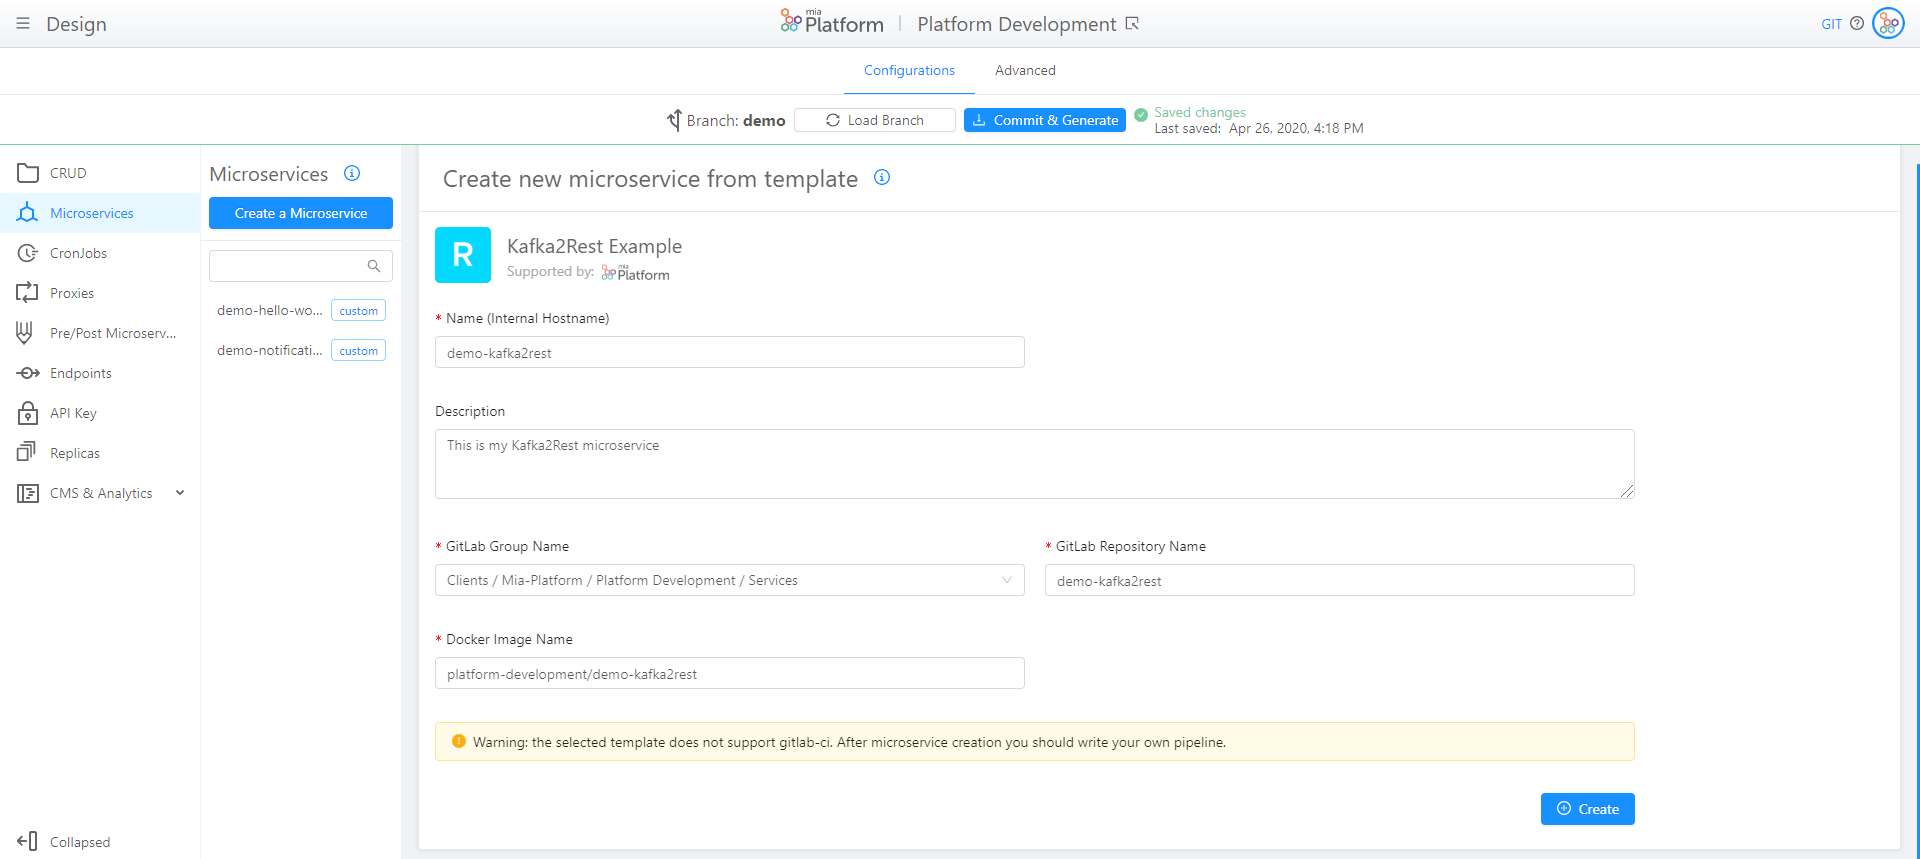 Design
mia Platform
Platform Development
GIT
Configurations
Advanced
Branch: demo
Load Branch
Commit & Generate
Saved changes
Last saved: Apr 26, 2020, 4:18 PM
CRUD
Microservices
CronJobs
Proxies
Pre/Post Microserv...
Endpoints
API Key
Replicas
CMS & Analytics
Collapsed
Microservices
Create a Microservice
demo-hello-wo... custom
demo-notificati... custom
Create new microservice from template
R
Kafka2Rest Example
Supported by: mia Platform
* Name (Internal Hostname)
demo-kafka2rest
Description
This is my Kafka2Rest microservice
* GitLab Group Name
Clients / Mia-Platform / Platform Development / Services
* GitLab Repository Name
demo-kafka2rest
* Docker Image Name
platform-development/demo-kafka2rest
Warning: the selected template does not support gitlab-ci. After microservice creation you should write your own pipeline.
Create